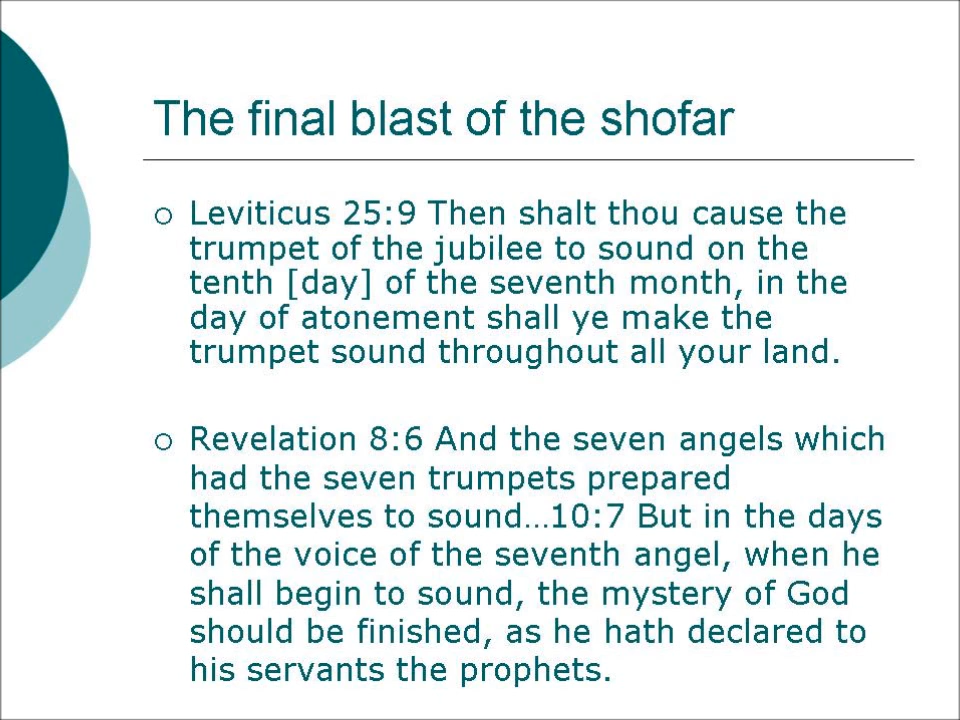 The final blast of the shofar
Leviticus 25:9 Then shalt thou cause the
trumpet of the jubilee to sound on the
tenth [day] of the seventh month, in the
day of atonement shall ye make the
trumpet sound throughout all your land.
Revelation 8:6 And the seven angels which
had the seven trumpets prepared
themselves to sound…10:7 But in the days
of the voice of the seventh angel, when he
shall begin to sound, the mystery of God
should be finished, as he hath declared to
his servants the prophets.